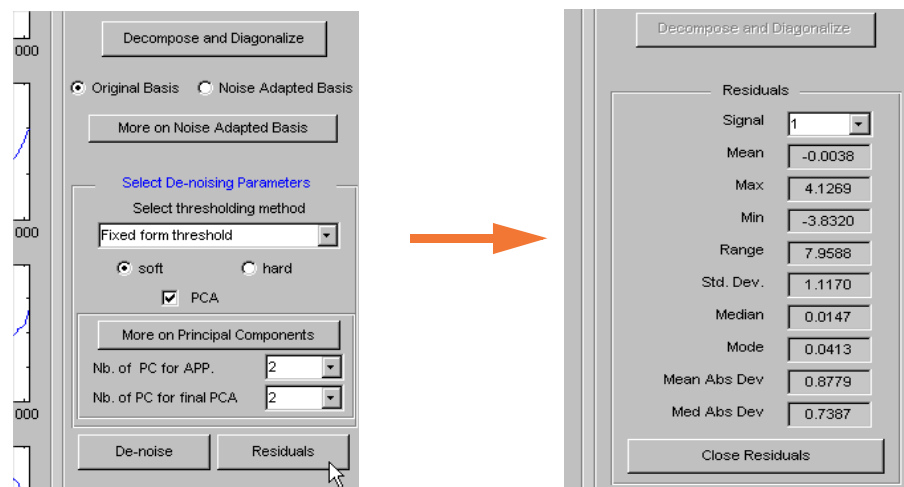 Decompose and Diagonalize
000
Original Basis Noise Adapted Basis
More on Noise Adapted Basis
Select De-noising Parameters
Select thresholding method
000
Fixed form threshold
soft hard
PCA
More on Principal Components
Nb. of PC for APP. 2
Nb. of PC for final PCA 2
000
De-noise Residuals
Decompose and Diagonalize
Residuals
Signal 1
Mean -0.0038
Max 4.1269
Min -3.8320
Range 7.9588
Std. Dev. 1.1170
Median 0.0147
Mode 0.0413
Mean Abs Dev 0.8779
Med Abs Dev 0.7387
Close Residuals